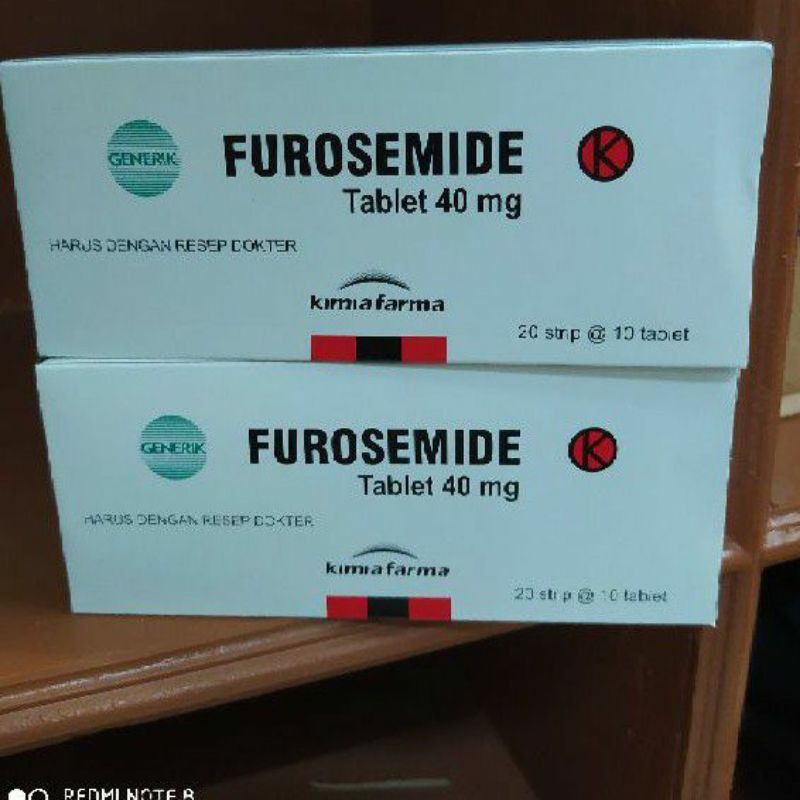 GENERIK
FUROSEMIDE
K
Tablet 40 mg
HARUS DENGAN RESEP DOKTER
kimia farma
20 strip @ 10 tablet
GENERIK
FUROSEMIDE
K
Tablet 40 mg
HARUS DENGAN RESEP DOKTER
kimia farma
20 strip @ 10 tablet
REDMI NOTE 8